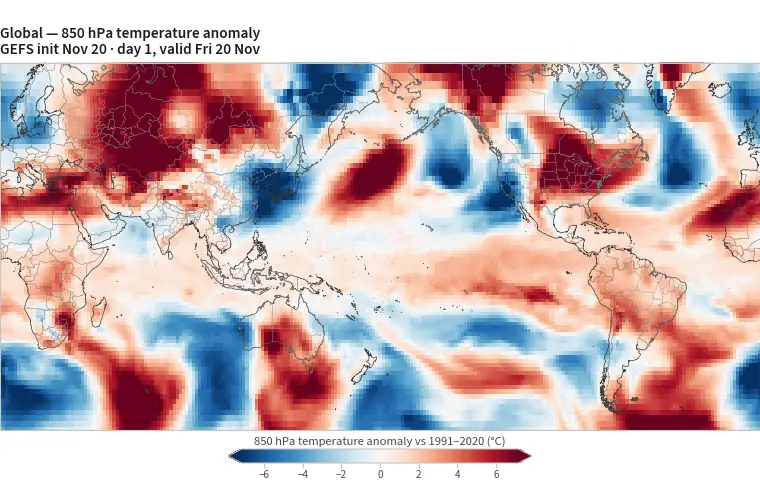 Global — 850 hPa temperature anomaly
GEFS init Nov 20 · day 1, valid Fri 20 Nov
850 hPa temperature anomaly vs 1991–2020 (°C)
−6 −4 −2 0 2 4 6